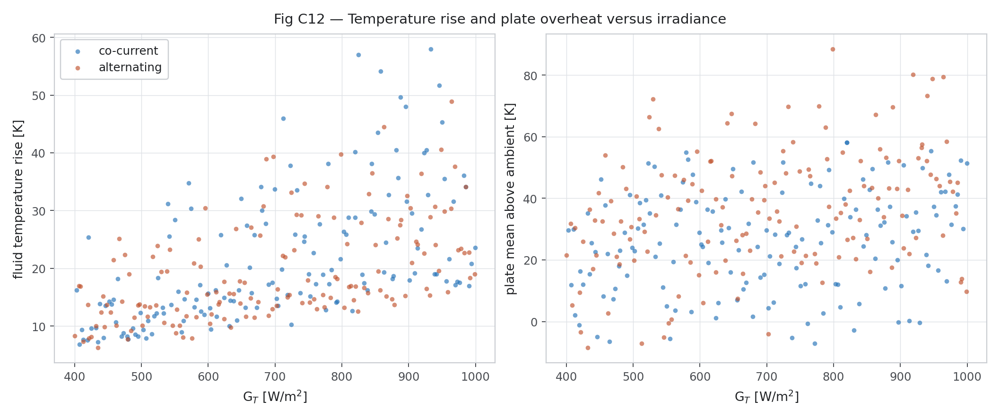 Fig C12 — Temperature rise and plate overheat versus irradiance
co-current
alternating
fluid temperature rise [K]
60
50
40
30
20
10
400 500 600 700 800 900 1000
G_T [W/m²]
plate mean above ambient [K]
80
60
40
20
0
400 500 600 700 800 900 1000
G_T [W/m²]